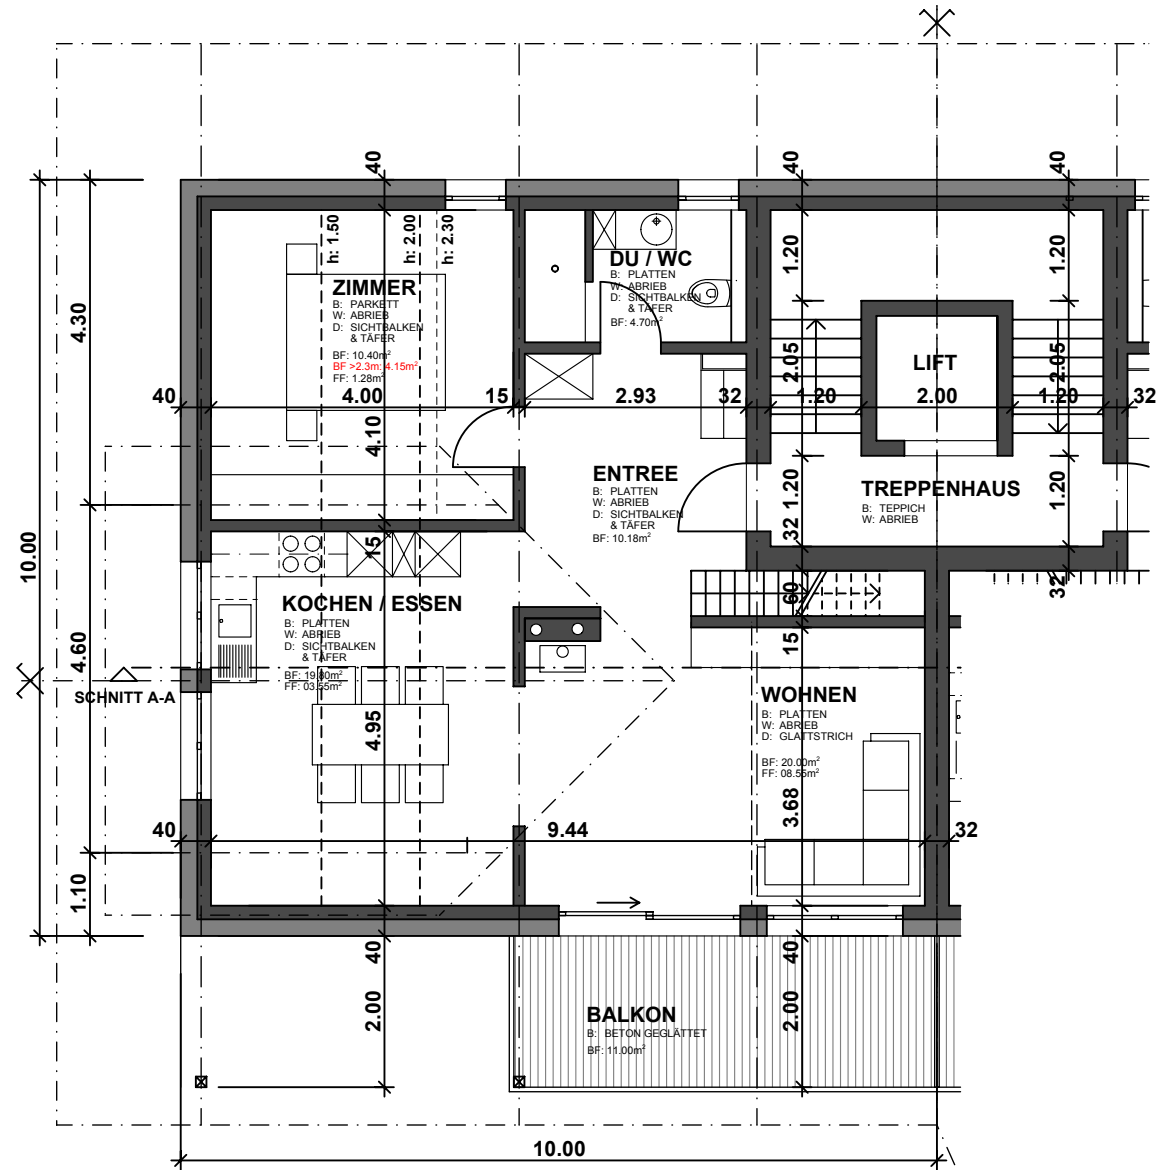 40
40
40
h: 1.50
h: 2.00
h: 2.30
1.20
1.20
DU / WC
B: PLATTEN
W: ABRIEB
D: SICHTBALKEN
& TÄFER
BF: 4.70m²
ZIMMER
B: PARKETT
W: ABRIEB
D: SICHTBALKEN
& TÄFER
BF: 10.40m²
BF >2.3m: 4.15m²
FF: 1.28m²
4.30
2.05
2.05
LIFT
40
4.00
15
2.93
32
1.20
2.00
1.20
32
4.10
ENTREE
B: PLATTEN
W: ABRIEB
D: SICHTBALKEN
& TÄFER
BF: 10.18m²
1.20
1.20
TREPPENHAUS
B: TEPPICH
W: ABRIEB
10.00
15
32
32
60
KOCHEN / ESSEN
B: PLATTEN
W: ABRIEB
D: SICHTBALKEN
& TÄFER
BF: 19.80m²
FF: 03.55m²
4.60
15
SCHNITT A-A
WOHNEN
B: PLATTEN
W: ABRIEB
D: GLATTSTRICH
BF: 20.00m²
FF: 08.55m²
4.95
3.68
40
9.44
32
1.10
40
40
2.00
2.00
BALKON
B: BETON GEGLÄTTET
BF: 11.00m²
10.00